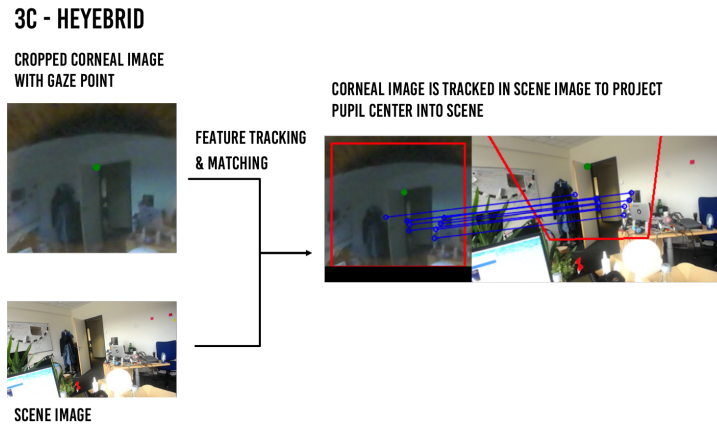 3C - HEYEBRID
CROPPED CORNEAL IMAGE
WITH GAZE POINT
CORNEAL IMAGE IS TRACKED IN SCENE IMAGE TO PROJECT
PUPIL CENTER INTO SCENE
FEATURE TRACKING
& MATCHING
SCENE IMAGE